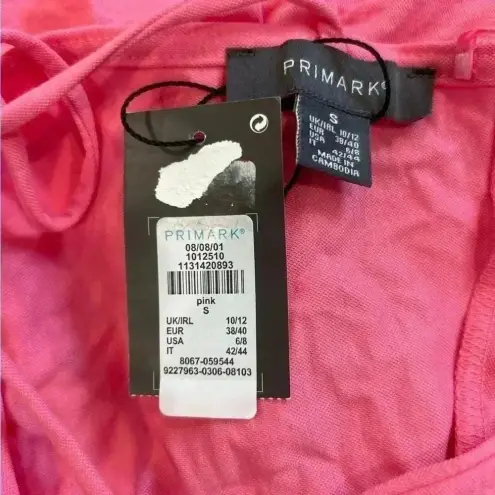 PRIMARK®
S
UK/IRL 10/12
EUR 38/40
USA 6/8
IT 42/44
MADE IN
CAMBODIA
PRIMARK®
08/08/01
1012510
1131420893
pink
S
UK/IRL 10/12
EUR 38/40
USA 6/8
IT 42/44
8067-059544
9227963-0306-08103